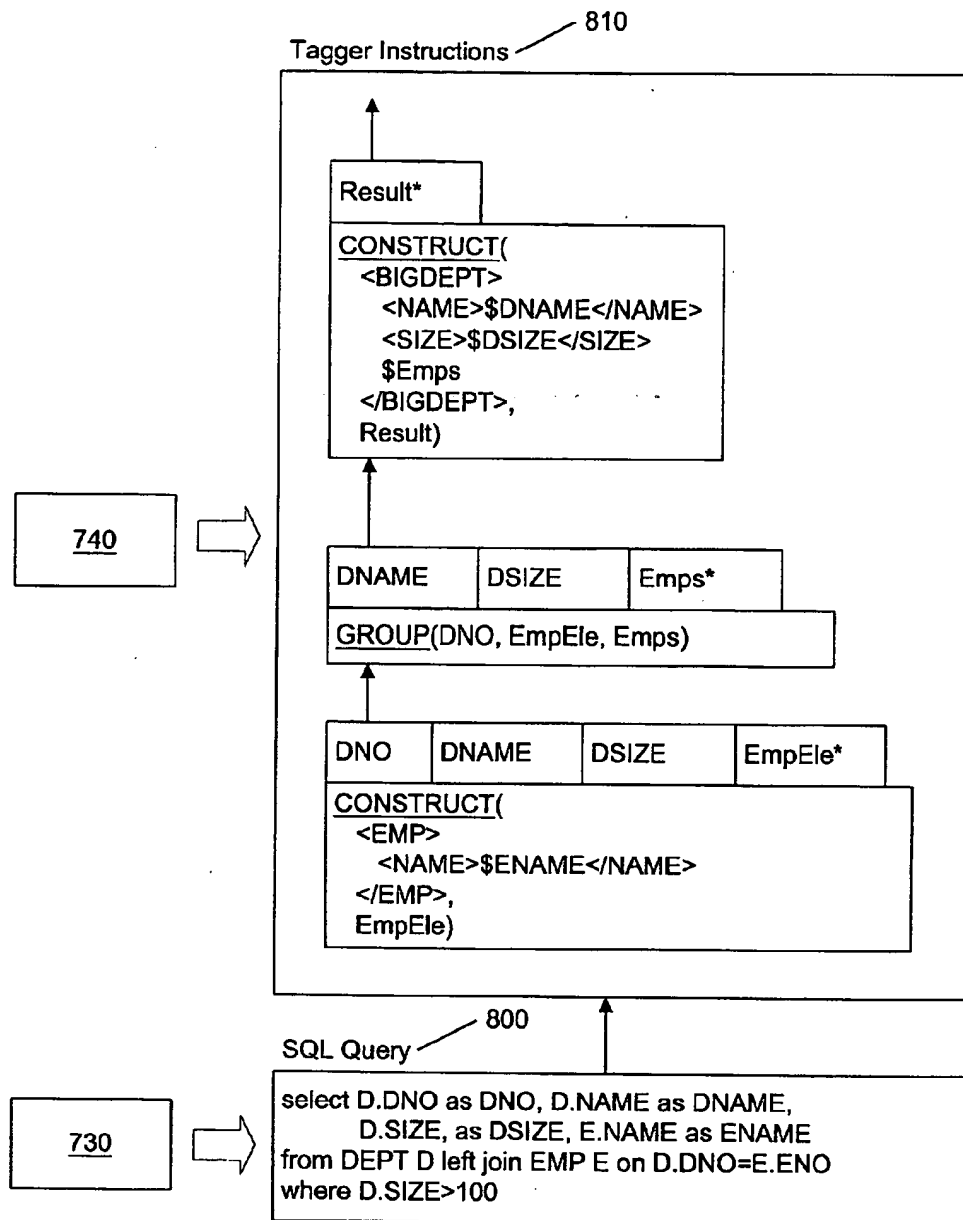 810
Tagger Instructions
Result*
CONSTRUCT(
<BIGDEPT>
<NAME>$DNAME</NAME>
<SIZE>$DSIZE</SIZE>
$Emps
</BIGDEPT>,
Result)
740
DNAME DSIZE Emps*
GROUP(DNO, EmpEle, Emps)
DNO DNAME DSIZE EmpEle*
CONSTRUCT(
<EMP>
<NAME>$ENAME</NAME>
</EMP>,
EmpEle)
800
SQL Query
730
select D.DNO as DNO, D.NAME as DNAME,
D.SIZE, as DSIZE, E.NAME as ENAME
from DEPT D left join EMP E on D.DNO=E.ENO
where D.SIZE>100